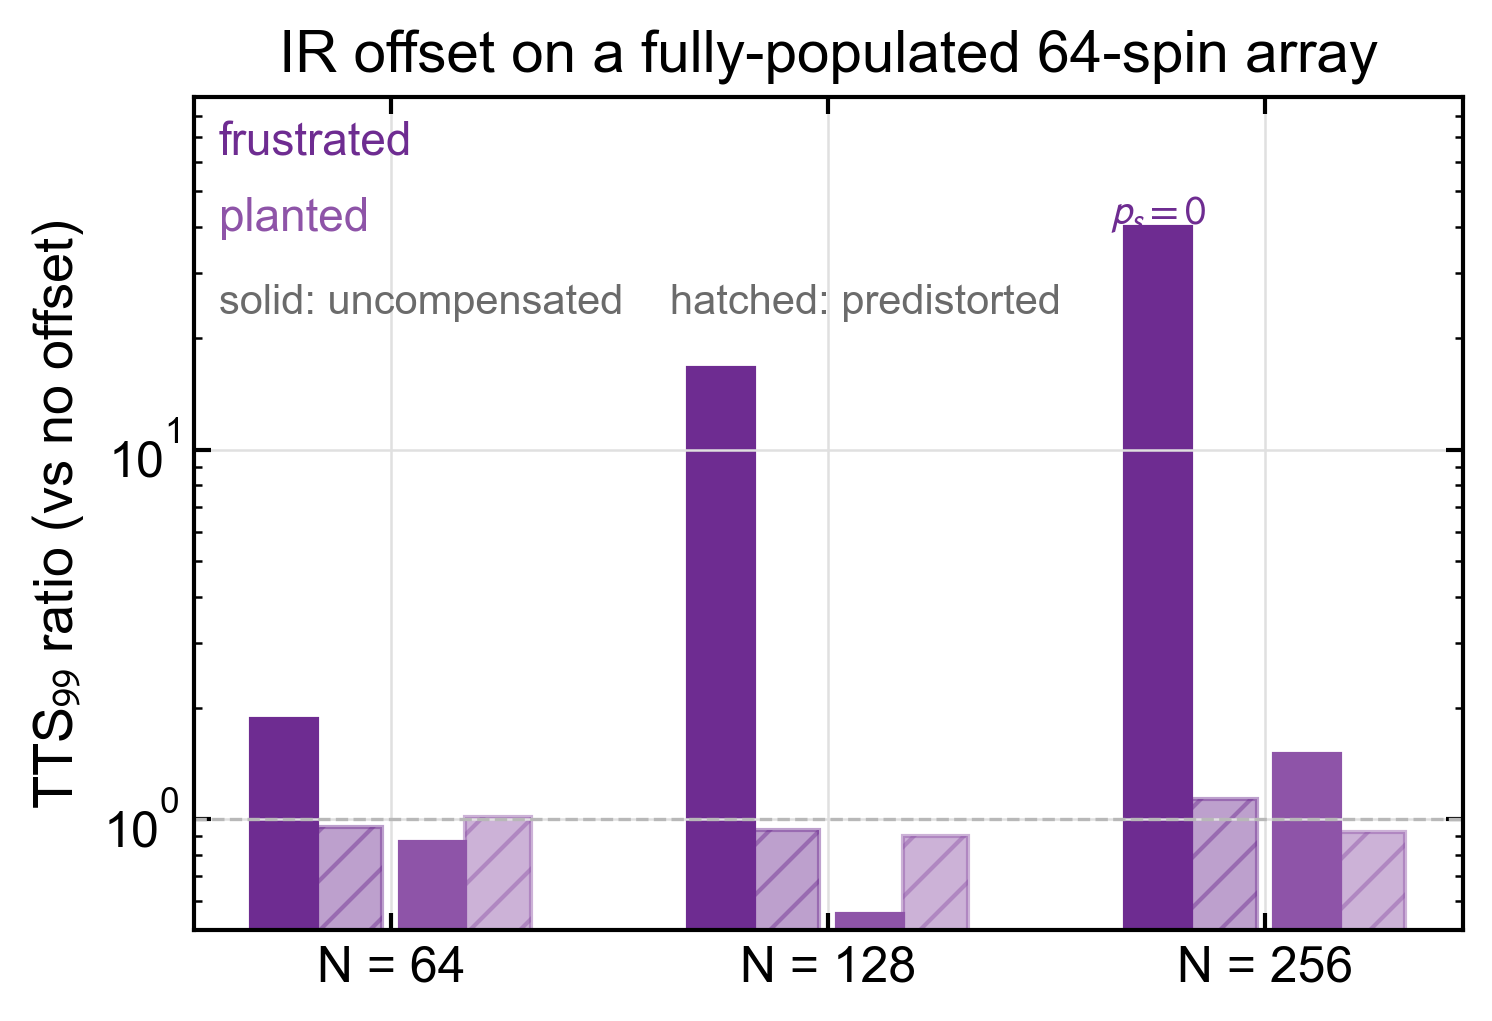 IR offset on a fully-populated 64-spin array
frustrated
planted
solid: uncompensated
hatched: predistorted
pₛ=0
TTS₉₉ ratio (vs no offset)
10¹
10⁰
N = 64
N = 128
N = 256